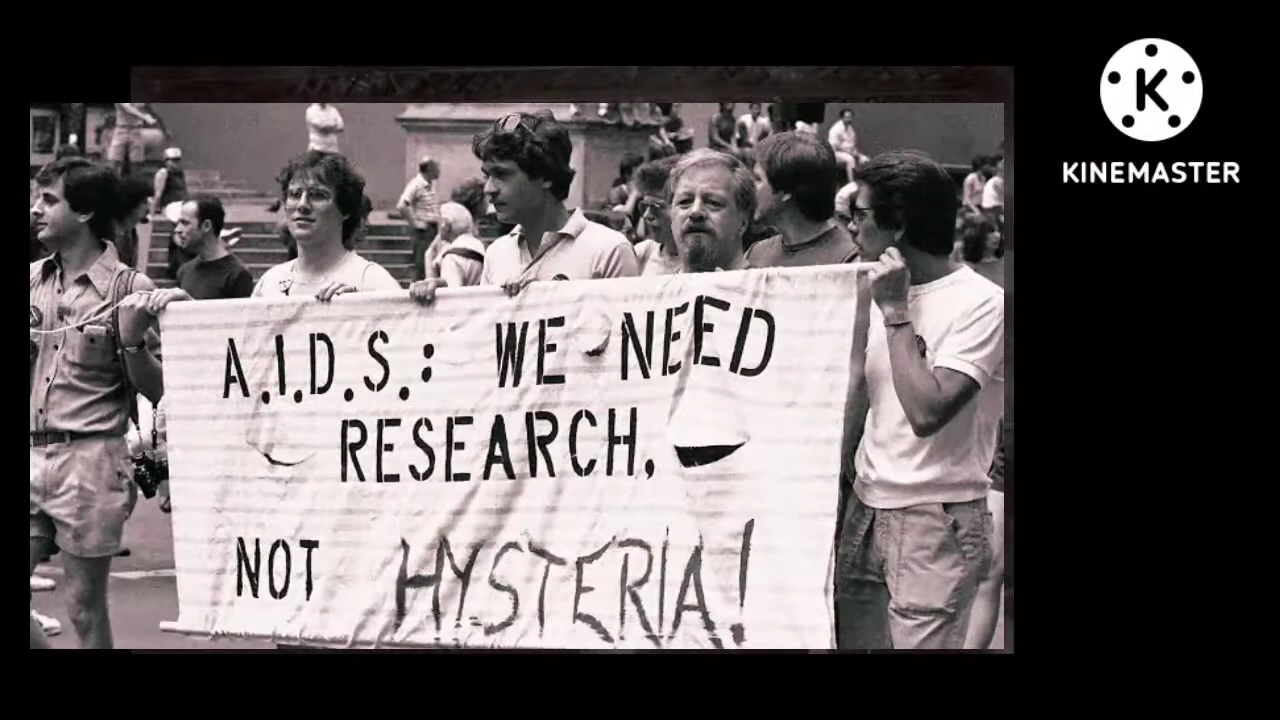 A.I.D.S.: WE NEED
RESEARCH,
NOT HYSTERIA!
K
KINEMASTER